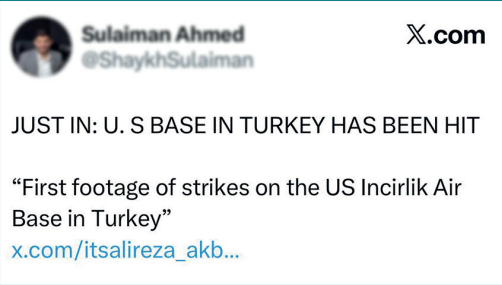 Sulaiman Ahmed
@ShaykhSulaiman
X.com
JUST IN: U. S BASE IN TURKEY HAS BEEN HIT
“First footage of strikes on the US Incirlik Air
Base in Turkey”
x.com/itsalireza_akb...